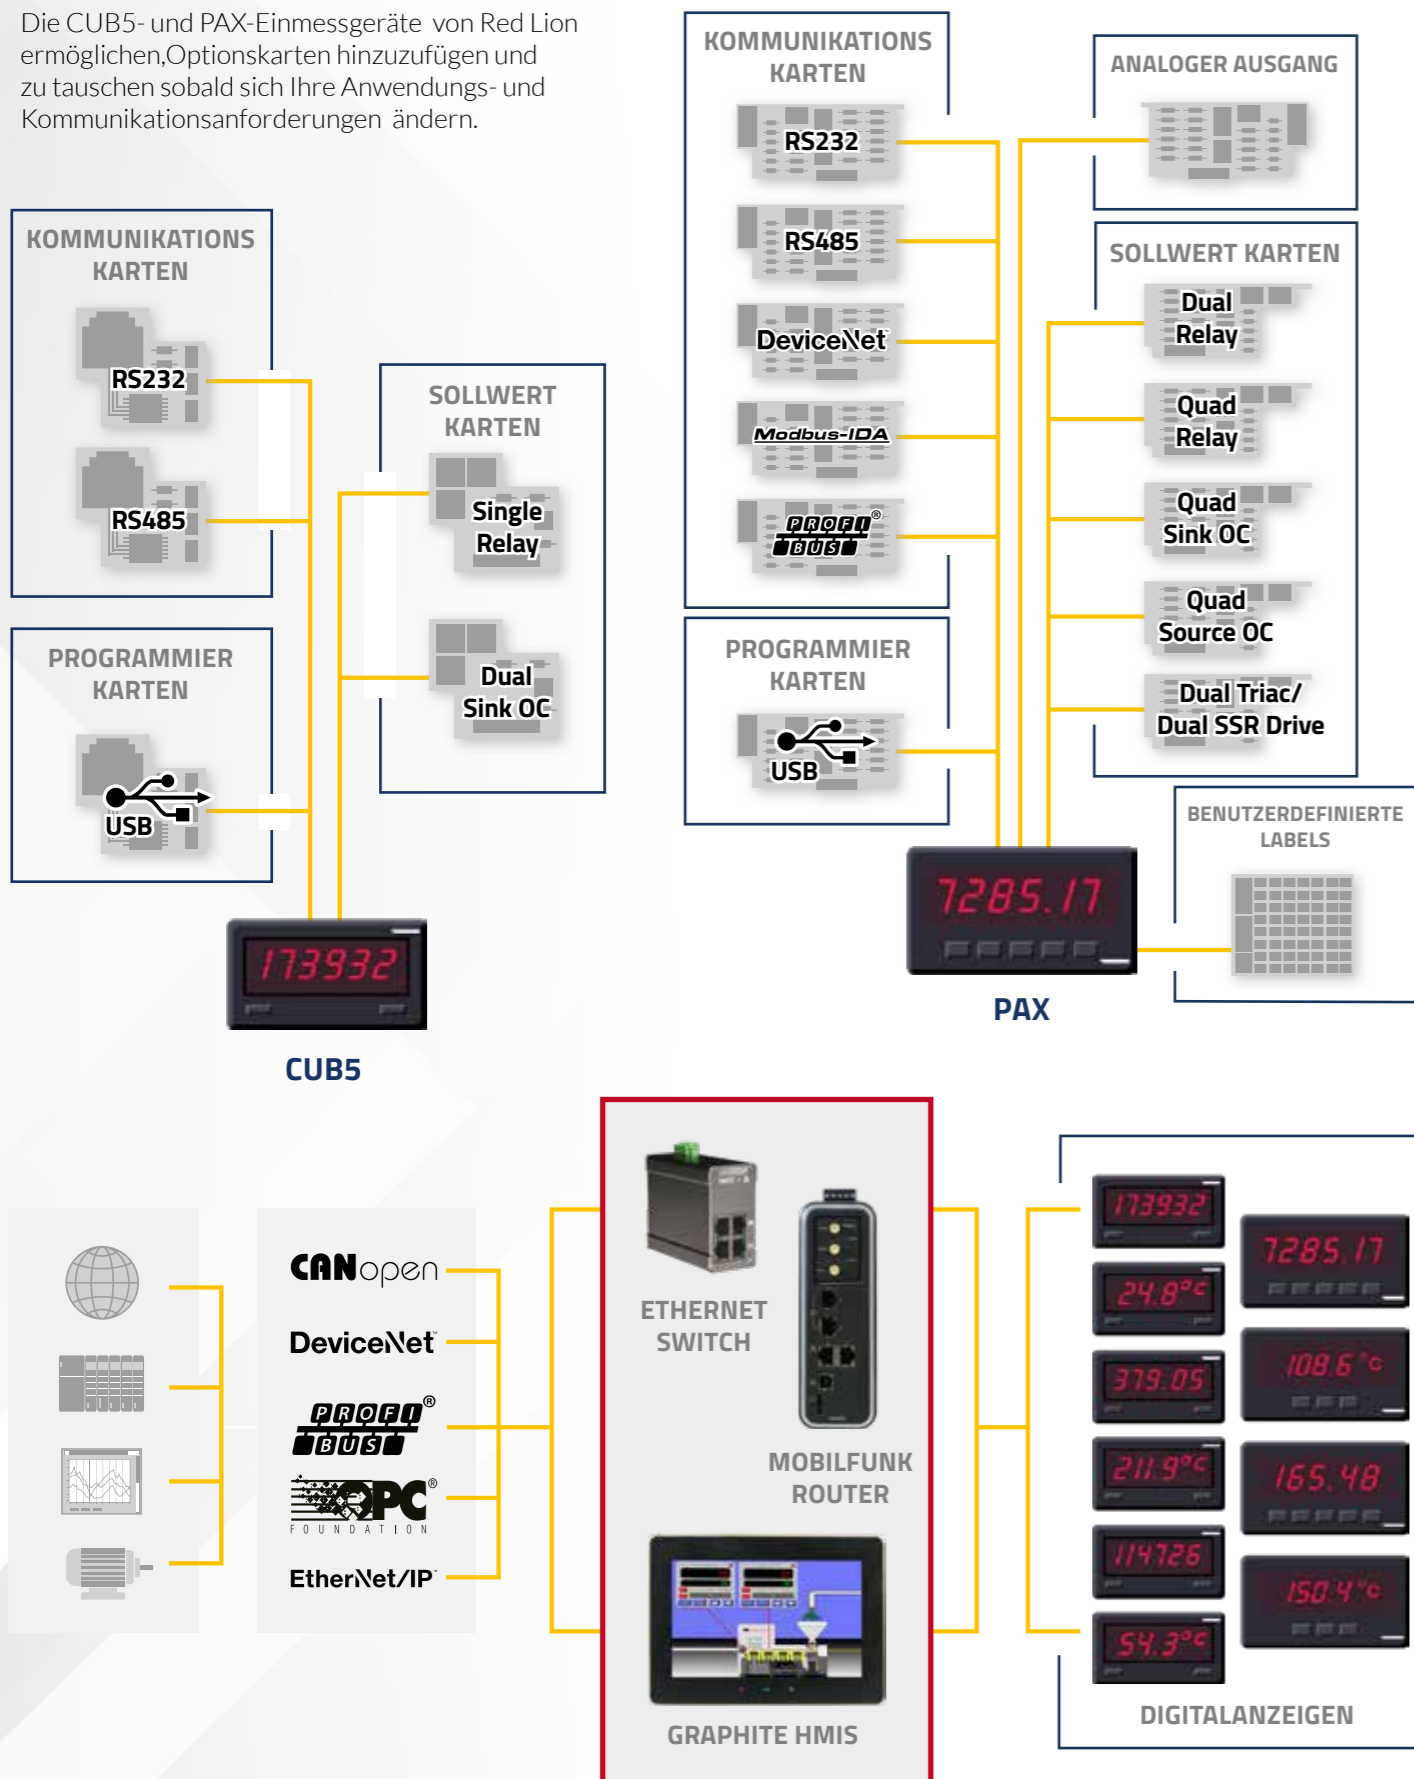 Die CUB5- und PAX-Einmessgeräte von Red Lion
ermöglichen,Optionskarten hinzuzufügen und
zu tauschen sobald sich Ihre Anwendungs- und
Kommunikationsanforderungen ändern.
KOMMUNIKATIONS
KARTEN
RS232
RS485
PROGRAMMIER
KARTEN
USB
SOLLWERT
KARTEN
Single
Relay
Dual
Sink OC
173932
CUB5
KOMMUNIKATIONS
KARTEN
RS232
RS485
DeviceNet
Modbus-IDA
PROFI®
BUS
PROGRAMMIER
KARTEN
USB
ANALOGER AUSGANG
SOLLWERT KARTEN
Dual
Relay
Quad
Relay
Quad
Sink OC
Quad
Source OC
Dual Triac/
Dual SSR Drive
BENUTZERDEFINIERTE
LABELS
7285.17
PAX
CANopen
DeviceNet™
PROFI®
BUS
OPC®
FOUNDATION
EtherNet/IP™
ETHERNET
SWITCH
MOBILFUNK
ROUTER
GRAPHITE HMIS
173932
24.8°C
379.05
211.9°C
114726
54.3°C
7285.17
108.6°C
165.48
150.4°C
DIGITALANZEIGEN